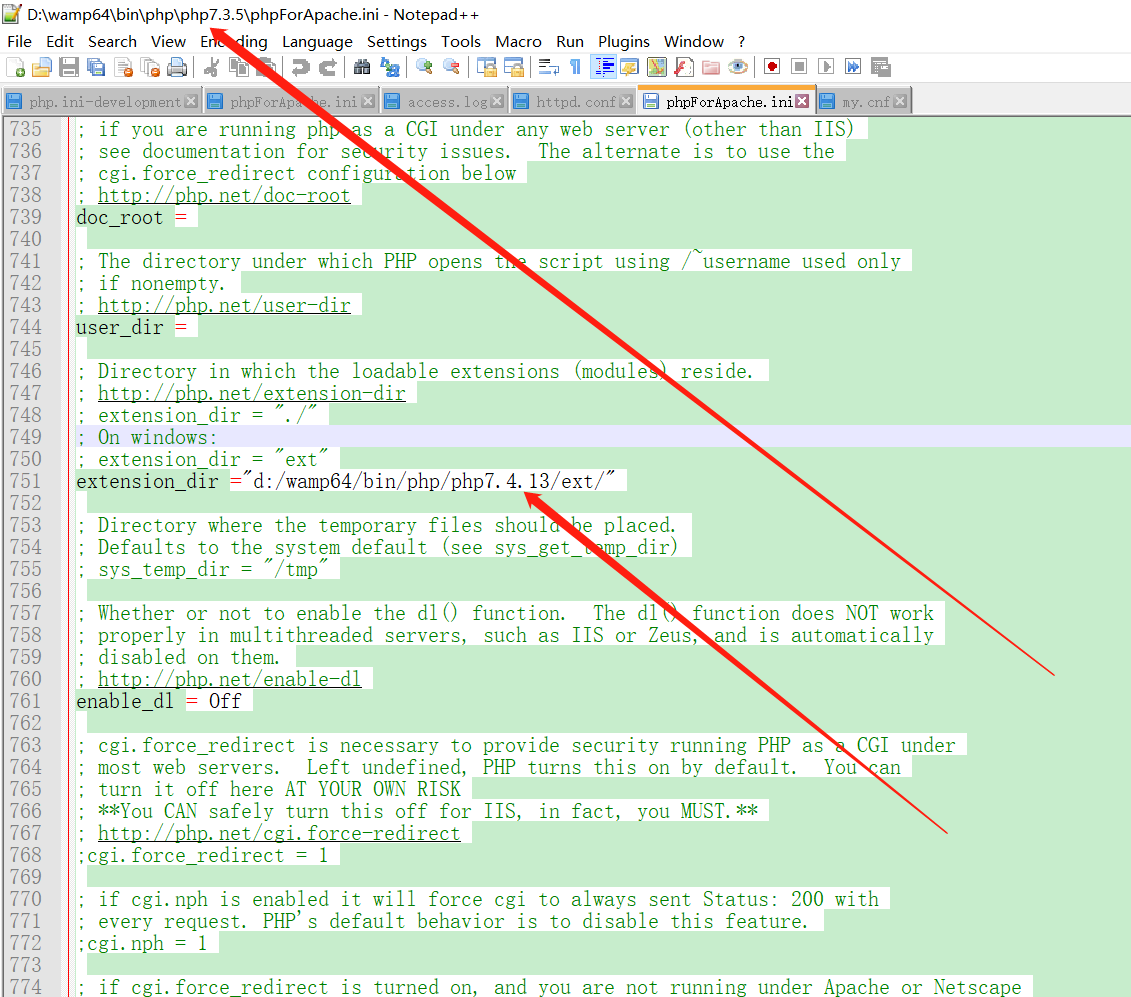 D:\wamp64\bin\php\php7.3.5\phpForApache.ini - Notepad++
File Edit Search View Encoding Language Settings Tools Macro Run Plugins Window ?
php.ini-development phpForApache.ini access.log httpd.conf phpForApache.ini my.cnf
735 ; if you are running php as a CGI under any web server (other than IIS)
736 ; see documentation for security issues.  The alternate is to use the
737 ; cgi.force_redirect configuration below
738 ; http://php.net/doc-root
739 doc_root =
740
741 ; The directory under which PHP opens the script using /~username used only
742 ; if nonempty.
743 ; http://php.net/user-dir
744 user_dir =
745
746 ; Directory in which the loadable extensions (modules) reside.
747 ; http://php.net/extension-dir
748 ; extension_dir = "./"
749 ; On windows:
750 ; extension_dir = "ext"
751 extension_dir ="d:/wamp64/bin/php/php7.4.13/ext/"
752
753 ; Directory where the temporary files should be placed.
754 ; Defaults to the system default (see sys_get_temp_dir)
755 ; sys_temp_dir = "/tmp"
756
757 ; Whether or not to enable the dl() function.  The dl() function does NOT work
758 ; properly in multithreaded servers, such as IIS or Zeus, and is automatically
759 ; disabled on them.
760 ; http://php.net/enable-dl
761 enable_dl = Off
762
763 ; cgi.force_redirect is necessary to provide security running PHP as a CGI under
764 ; most web servers.  Left undefined, PHP turns this on by default.  You can
765 ; turn it off here AT YOUR OWN RISK
766 ; **You CAN safely turn this off for IIS, in fact, you MUST.**
767 ; http://php.net/cgi.force-redirect
768 ;cgi.force_redirect = 1
769
770 ; if cgi.nph is enabled it will force cgi to always sent Status: 200 with
771 ; every request. PHP's default behavior is to disable this feature.
772 ;cgi.nph = 1
773
774 ; if cgi.force_redirect is turned on, and you are not running under Apache or Netscape